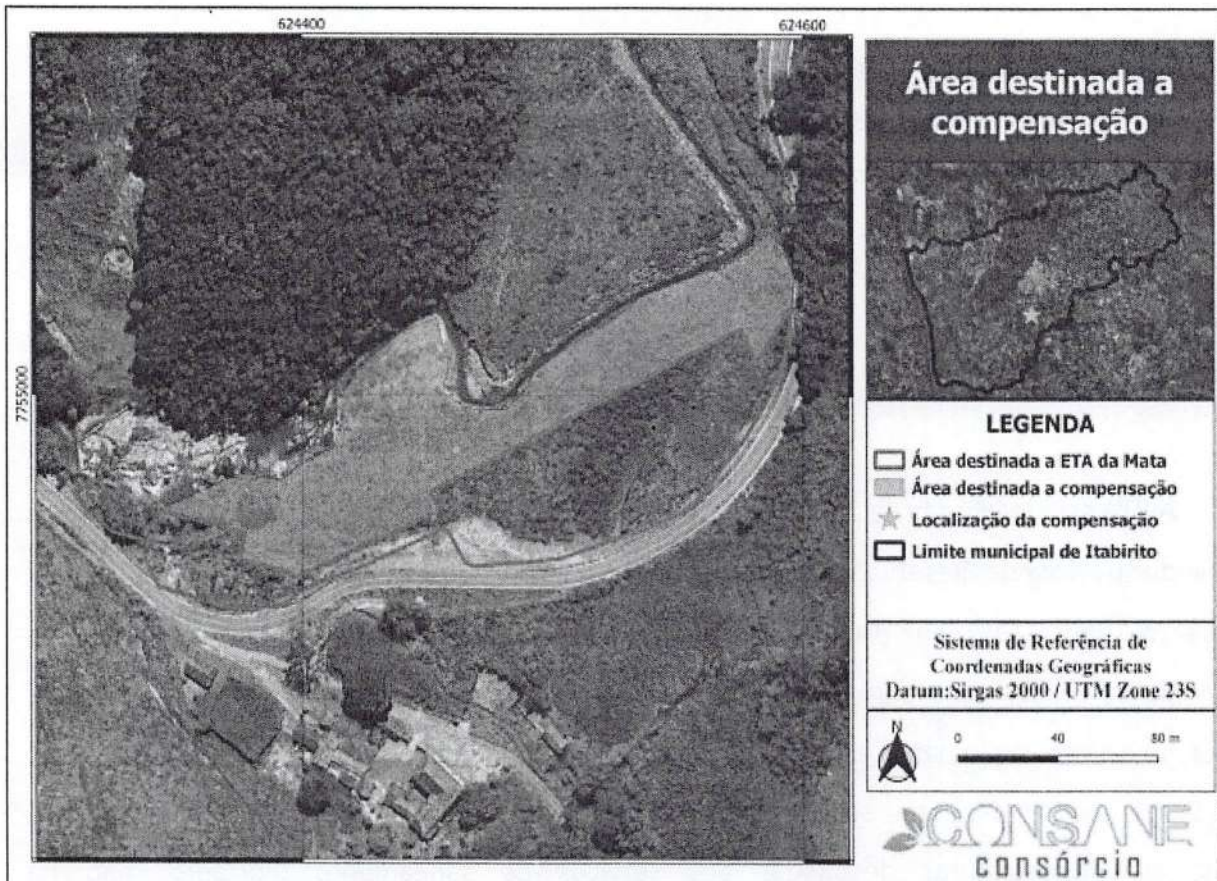 624400
624600
7755000
Área destinada a
compensação
LEGENDA
Área destinada a ETA da Mata
Área destinada a compensação
Localização da compensação
Limite municipal de Itabirito
Sistema de Referência de
Coordenadas Geográficas
Datum:Sirgas 2000 / UTM Zone 23S
N
0 40 80 m
CONSANE
consórcio